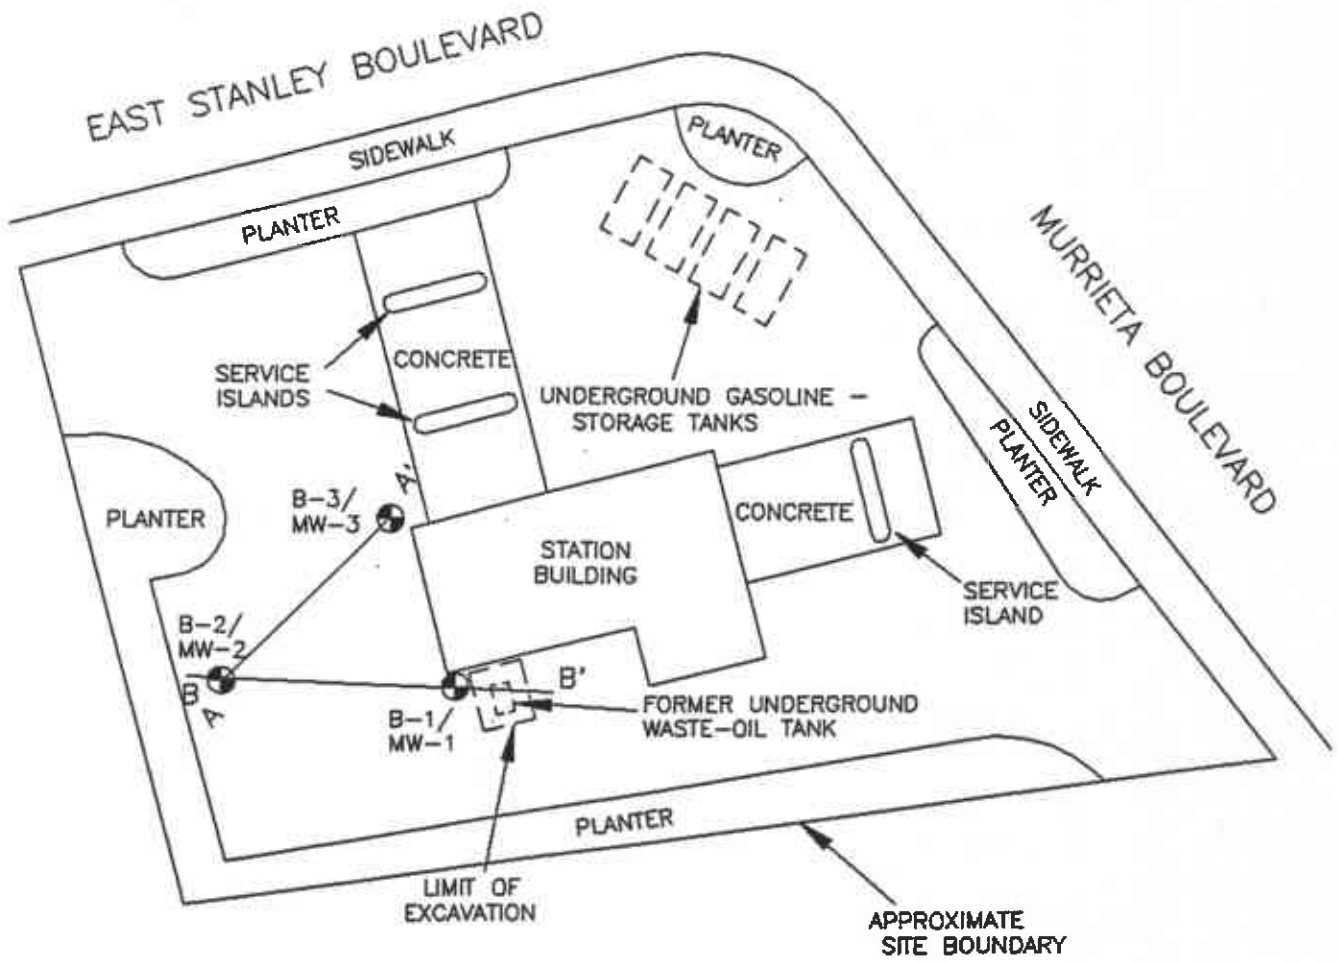 EAST STANLEY BOULEVARD
SIDEWALK
PLANTER
PLANTER
MURRIETA BOULEVARD
SERVICE
ISLANDS
CONCRETE
UNDERGROUND GASOLINE –
STORAGE TANKS
SIDEWALK
PLANTER
A'
B-3/
MW-3
PLANTER
CONCRETE
STATION
BUILDING
SERVICE
ISLAND
B-2/
MW-2
B
A
B'
B-1/
MW-1
FORMER UNDERGROUND
WASTE-OIL TANK
PLANTER
LIMIT OF
EXCAVATION
APPROXIMATE
SITE BOUNDARY